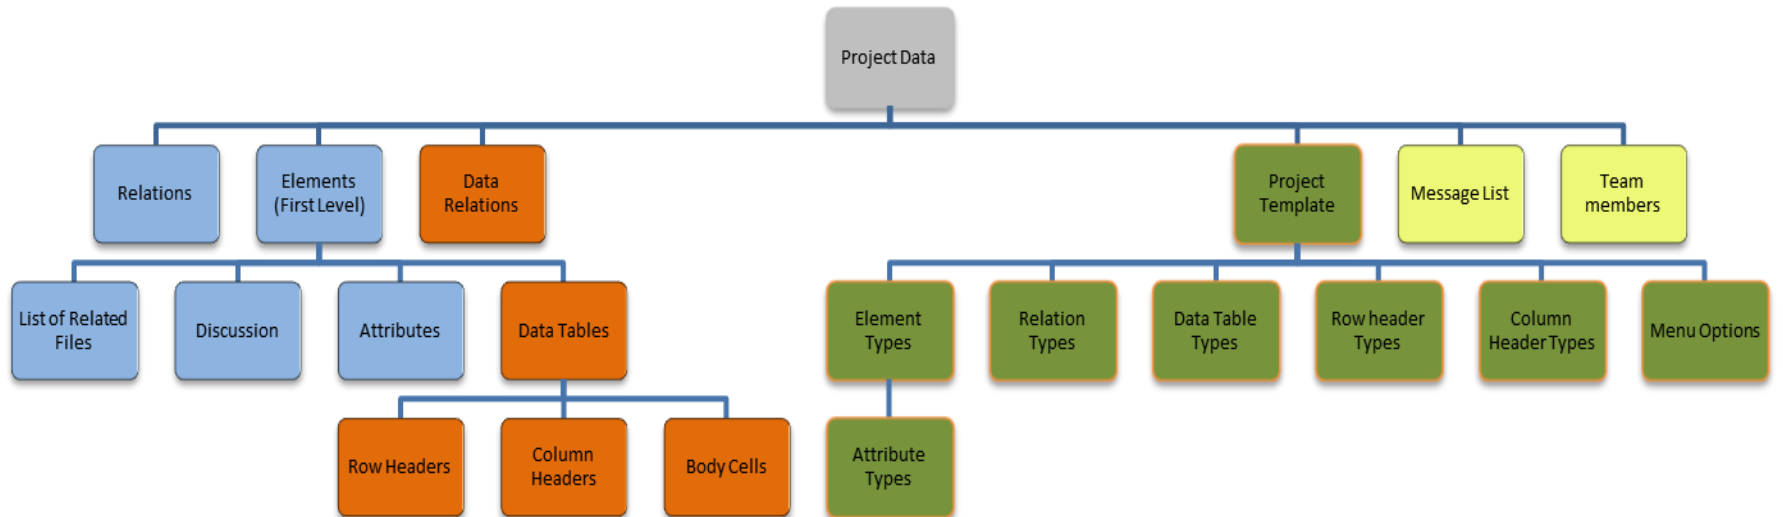 Project Data
Relations
Elements
(First Level)
Data
Relations
Project
Template
Message List
Team
members
List of Related
Files
Discussion
Attributes
Data Tables
Element
Types
Relation
Types
Data Table
Types
Row header
Types
Column
Header Types
Menu Options
Row Headers
Column
Headers
Body Cells
Attribute
Types